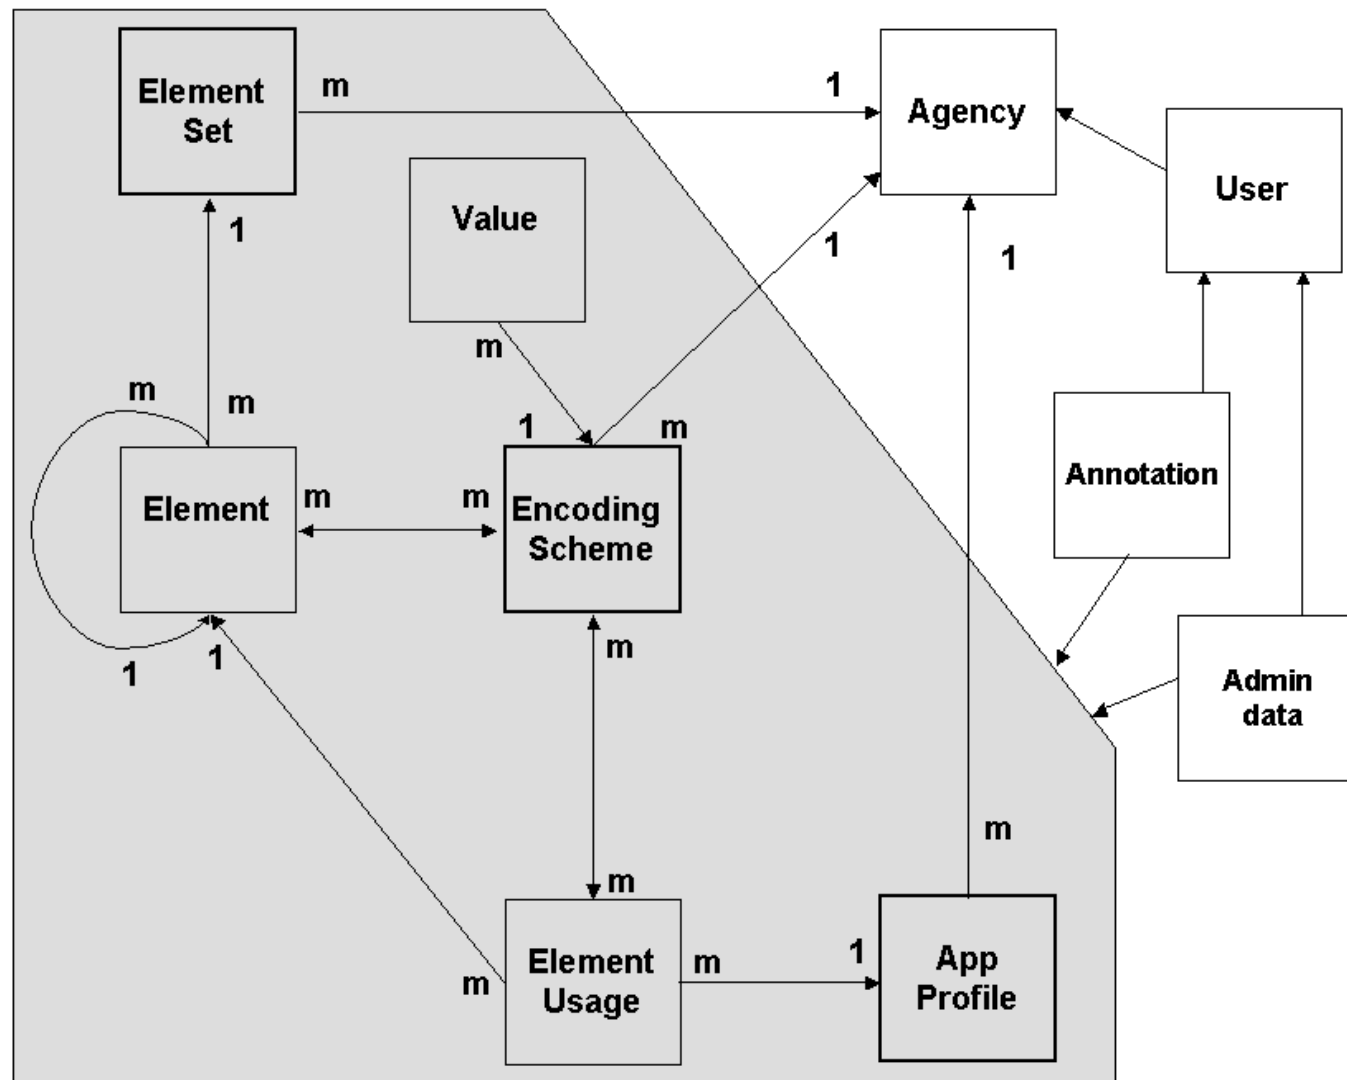 Element
Set
m
1
Agency
User
Value
1
1
1
m
m
m
1
m
Element
m
m
Encoding
Scheme
Annotation
m
1
1
Admin
data
m
m
Element
Usage
m
m
1
App
Profile